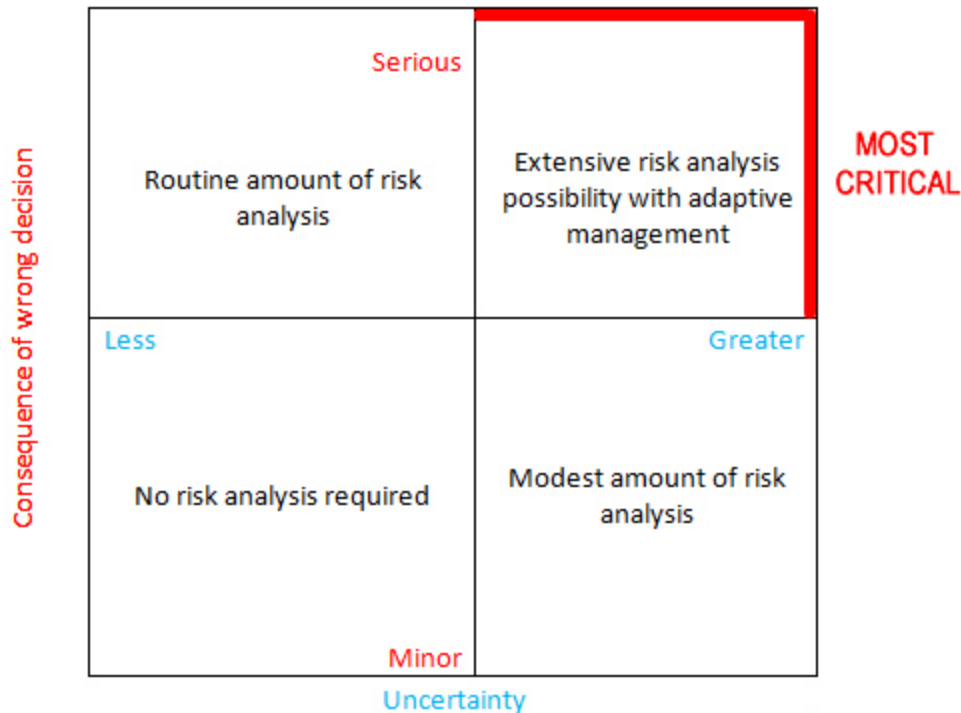 Serious
MOST
CRITICAL
Routine amount of risk
analysis
Extensive risk analysis
possibility with adaptive
management
Consequence of wrong decision
Less
Greater
No risk analysis required
Modest amount of risk
analysis
Minor
Uncertainty